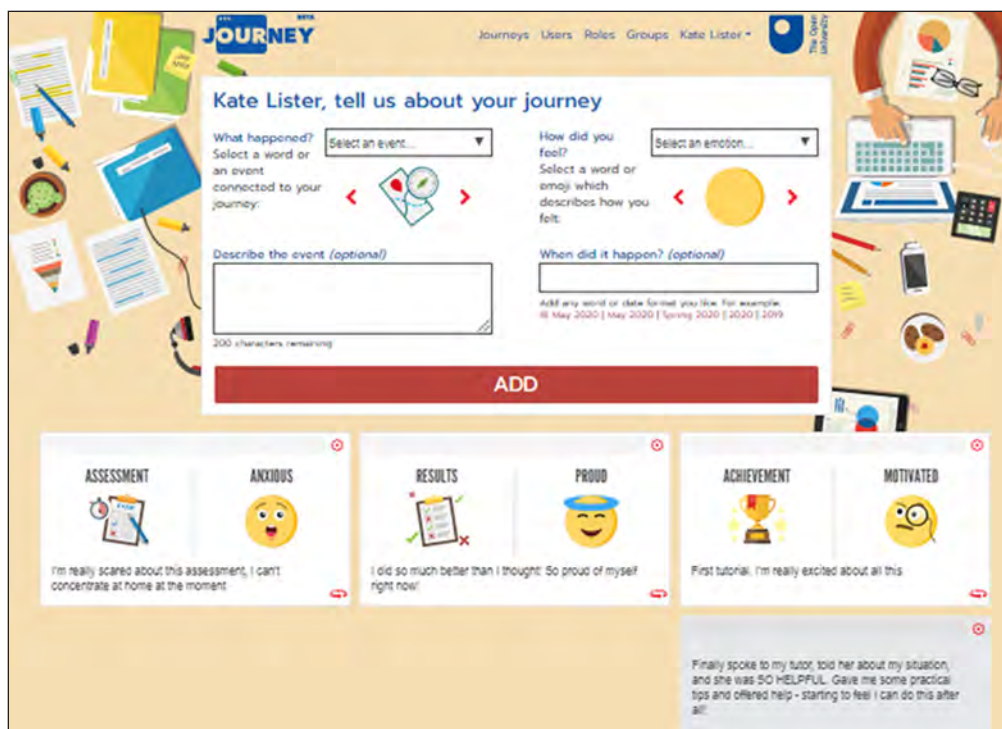 BETA
JOURNEY
Journeys Users Roles Groups Kate Lister
The Open
University
Kate Lister, tell us about your journey
What happened?
Select a word or
an event
connected to your
journey:
Select an event...
How did you
feel?
Select a word or
emoji which
describes how you
felt:
Select an emotion...
Describe the event (optional)
200 characters remaining
When did it happen? (optional)
Add any word or date format you like. For example:
18 May 2020 | May 2020 | Spring 2020 | 2020 | 2019
ADD
ASSESSMENT
ANXIOUS
I'm really scared about this assessment, I can't
concentrate at home at the moment
RESULTS
PROUD
I did so much better than I thought! So proud of myself
right now!
ACHIEVEMENT
MOTIVATED
First tutorial, I'm really excited about all this
Finally spoke to my tutor, told her about my situation,
and she was SO HELPFUL. Gave me some practical
tips and offered help - starting to feel I can do this after
all!